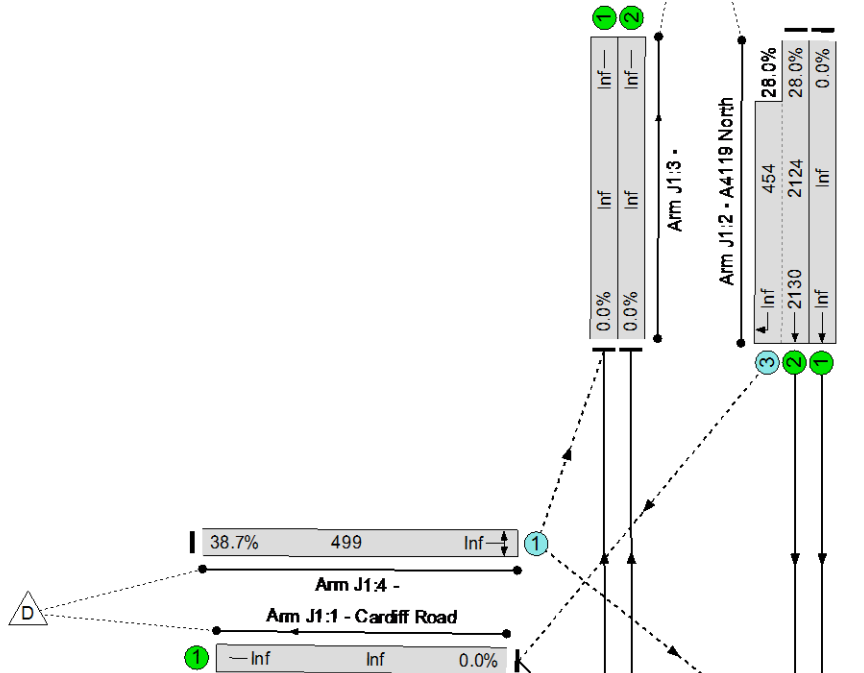 1
2
Inf
Inf
Inf
Inf
0.0%
0.0%
Arm J1:3 -
Arm J1:2 - A4119 North
28.0%
28.0%
0.0%
454
2124
Inf
Inf
2130
Inf
3
2
1
38.7% 499 Inf
1
Arm J1:4 -
D
Arm J1:1 - Cardiff Road
1
Inf Inf 0.0%